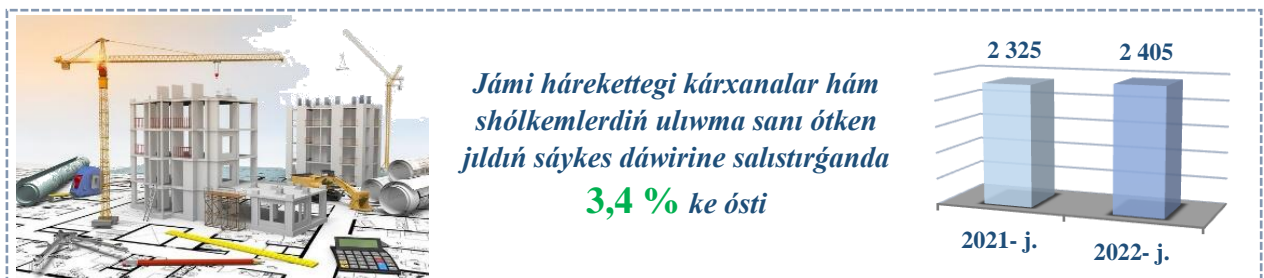 Jámi hárekettegi kárxanalar hám
shólkemlerdiń ulıwma sanı ótken
jıldıń sáykes dáwirine salıstırǵanda
3,4 % ke ósti
2 325
2 405
2021- j.
2022- j.